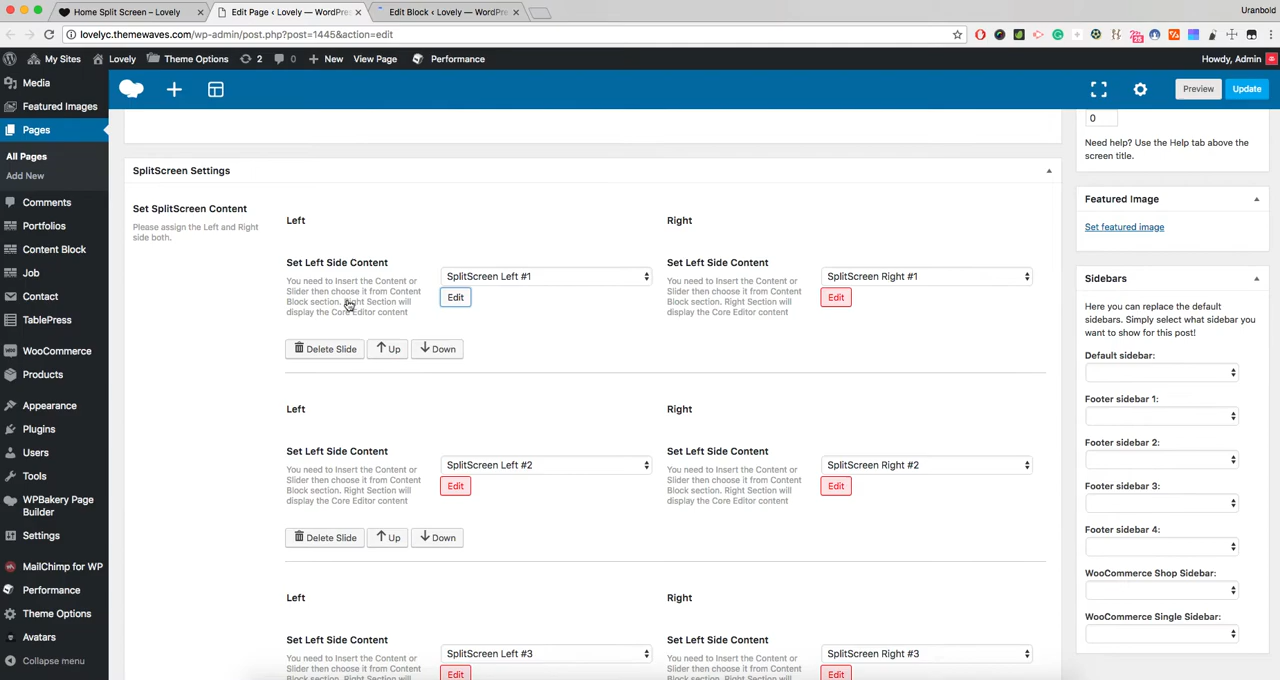 Home Split Screen – Lovely
Edit Page ‹ Lovely — WordPres
Edit Block ‹ Lovely — WordPr
Uranbold
lovelyc.themewaves.com/wp-admin/post.php?post=1445&action=edit
My Sites
Lovely
Theme Options
2
0
New
View Page
Performance
Howdy, Admin
Media
Featured Images
Pages
All Pages
Add New
Comments
Portfolios
Content Block
Job
Contact
TablePress
WooCommerce
Products
Appearance
Plugins
Users
Tools
WPBakery Page
Builder
Settings
MailChimp for WP
Performance
Theme Options
Avatars
Collapse menu
Preview
Update
SplitScreen Settings
Set SplitScreen Content
Please assign the Left and Right
side both.
Left
Right
Set Left Side Content
You need to Insert the Content or
Slider then choose it from Content
Block section. Right Section will
display the Core Editor content
SplitScreen Left #1
Edit
Set Left Side Content
You need to Insert the Content or
Slider then choose it from Content
Block section. Right Section will
display the Core Editor content
SplitScreen Right #1
Edit
Delete Slide
Up
Down
Left
Right
Set Left Side Content
You need to Insert the Content or
Slider then choose it from Content
Block section. Right Section will
display the Core Editor content
SplitScreen Left #2
Edit
Set Left Side Content
You need to Insert the Content or
Slider then choose it from Content
Block section. Right Section will
display the Core Editor content
SplitScreen Right #2
Edit
Delete Slide
Up
Down
Left
Right
Set Left Side Content
You need to Insert the Content or
Slider then choose it from Content
SplitScreen Left #3
Edit
Set Left Side Content
You need to Insert the Content or
Slider then choose it from Content
SplitScreen Right #3
Edit
0
Need help? Use the Help tab above the
screen title.
Featured Image
Set featured image
Sidebars
Here you can replace the default
sidebars. Simply select what sidebar you
want to show for this post!
Default sidebar:
Footer sidebar 1:
Footer sidebar 2:
Footer sidebar 3:
Footer sidebar 4:
WooCommerce Shop Sidebar:
WooCommerce Single Sidebar: